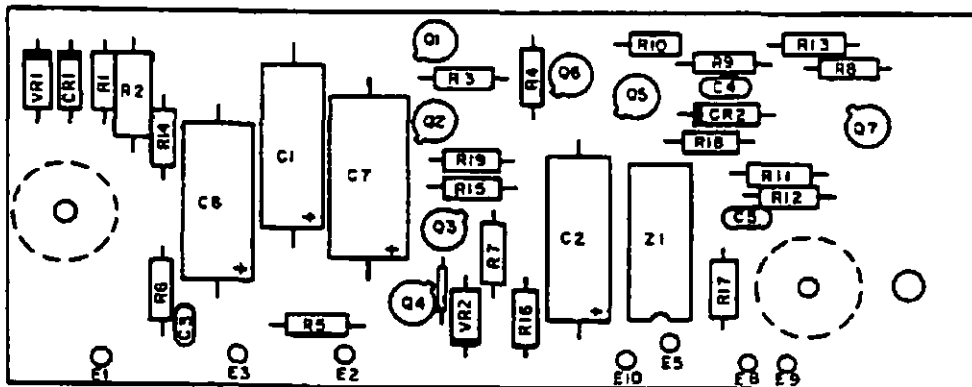 Q1
R10
R13
VR1
CR1
R1
R2
R3
R4
Q6
R9
R8
C4
Q5
Q2
CR2
Q7
R14
C1
R18
R19
C7
R11
R15
R12
C6
C5
Q3
C2
Z1
R7
R6
Q4
R17
C3
R5
VR2
R16
E5
E1
E3
E2
E10
E8
E9
+
+
+
+